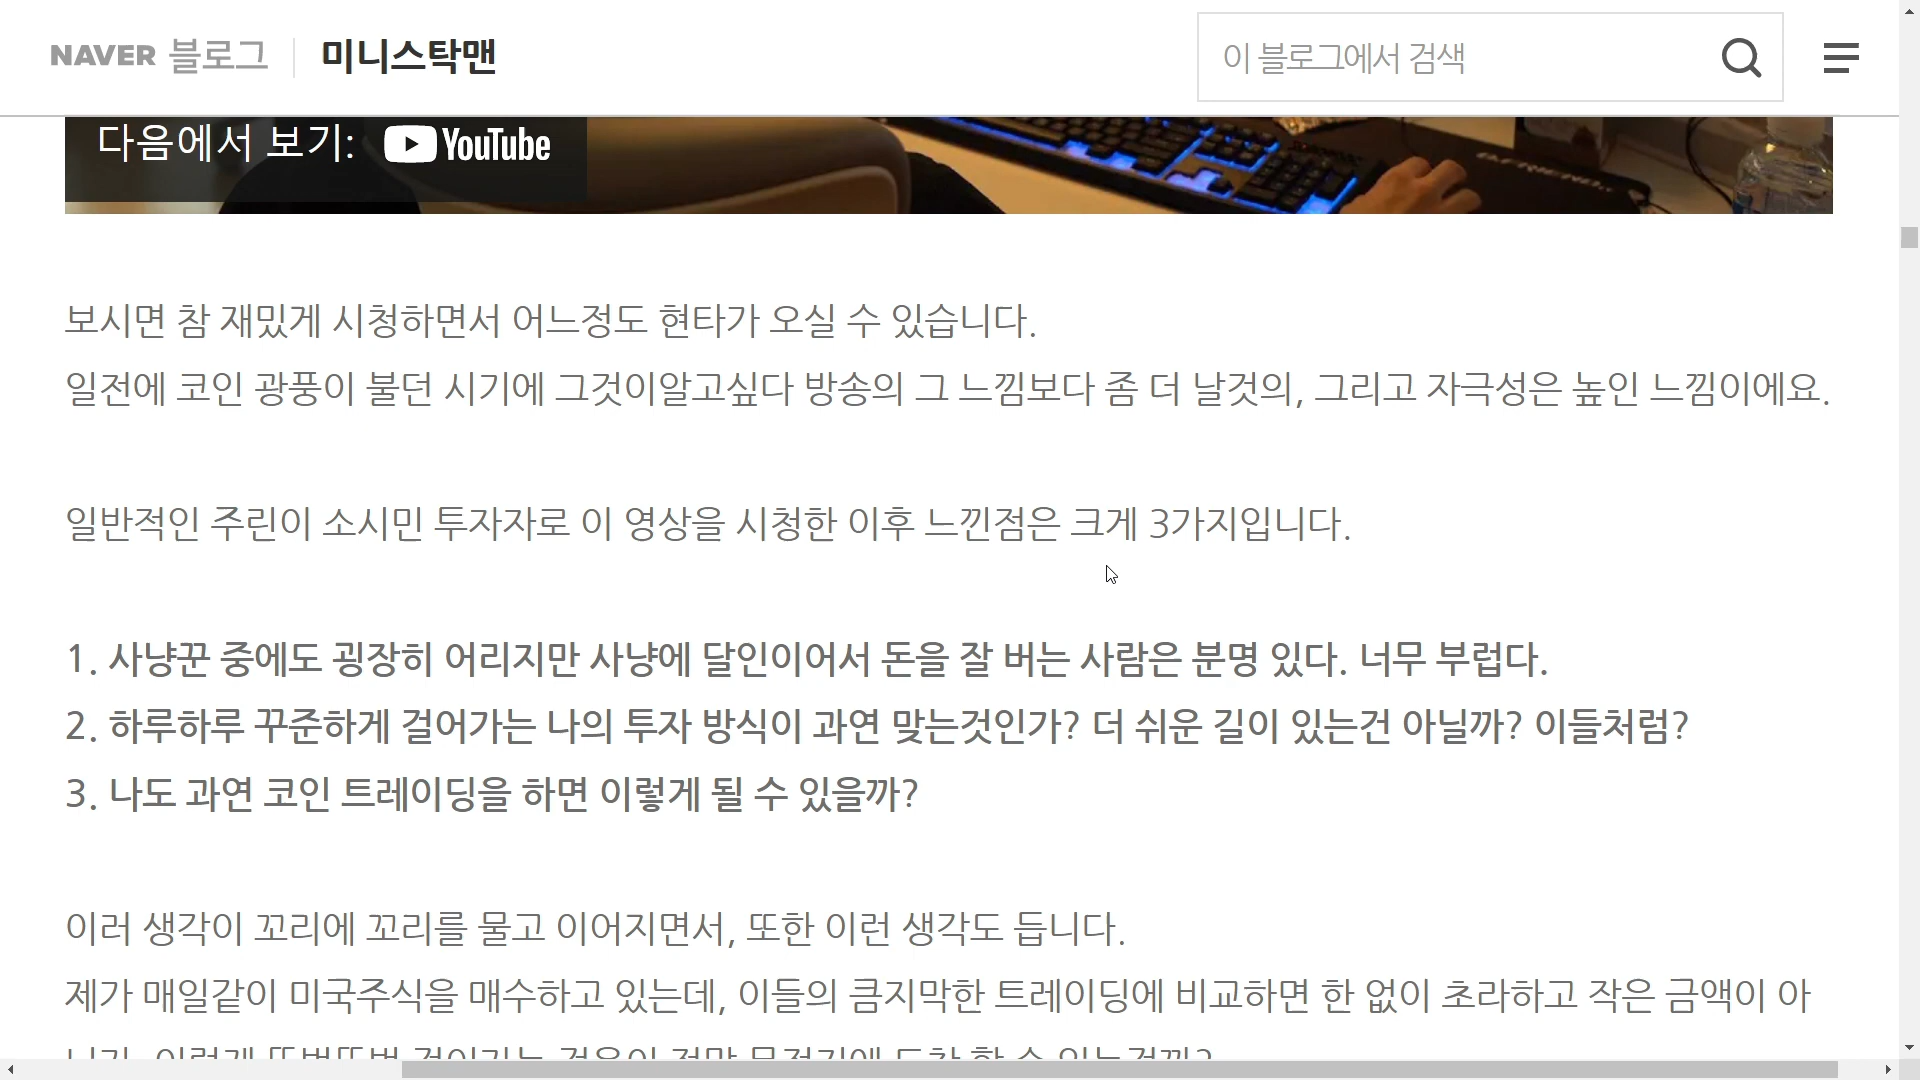 NAVER 블로그 미니스탁맨 이 블로그에서 검색
다음에서 보기: YouTube
보시면 참 재밌게 시청하면서 어느정도 현타가 오실 수 있습니다.
일전에 코인 광풍이 불던 시기에 그것이알고싶다 방송의 그 느낌보다 좀 더 날것의, 그리고 자극성은 높인 느낌이에요.
일반적인 주린이 소시민 투자자로 이 영상을 시청한 이후 느낀점은 크게 3가지입니다.
1. 사냥꾼 중에도 굉장히 어리지만 사냥에 달인이어서 돈을 잘 버는 사람은 분명 있다. 너무 부럽다.
2. 하루하루 꾸준하게 걸어가는 나의 투자 방식이 과연 맞는것인가? 더 쉬운 길이 있는건 아닐까? 이들처럼?
3. 나도 과연 코인 트레이딩을 하면 이렇게 될 수 있을까?
이러 생각이 꼬리에 꼬리를 물고 이어지면서, 또한 이런 생각도 듭니다.
제가 매일같이 미국주식을 매수하고 있는데, 이들의 큼지막한 트레이딩에 비교하면 한 없이 초라하고 작은 금액이 아